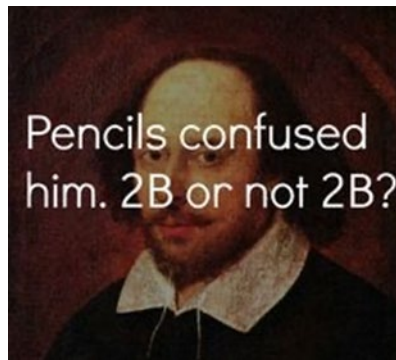 Pencils confused
him. 2B or not 2B?